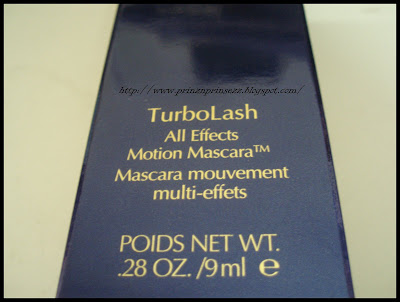 http://www.prinznprinsezz.blogspot.com/
TurboLash
All Effects
Motion Mascara™
Mascara mouvement
multi-effets
POIDS NET WT.
.28 OZ./9ml e